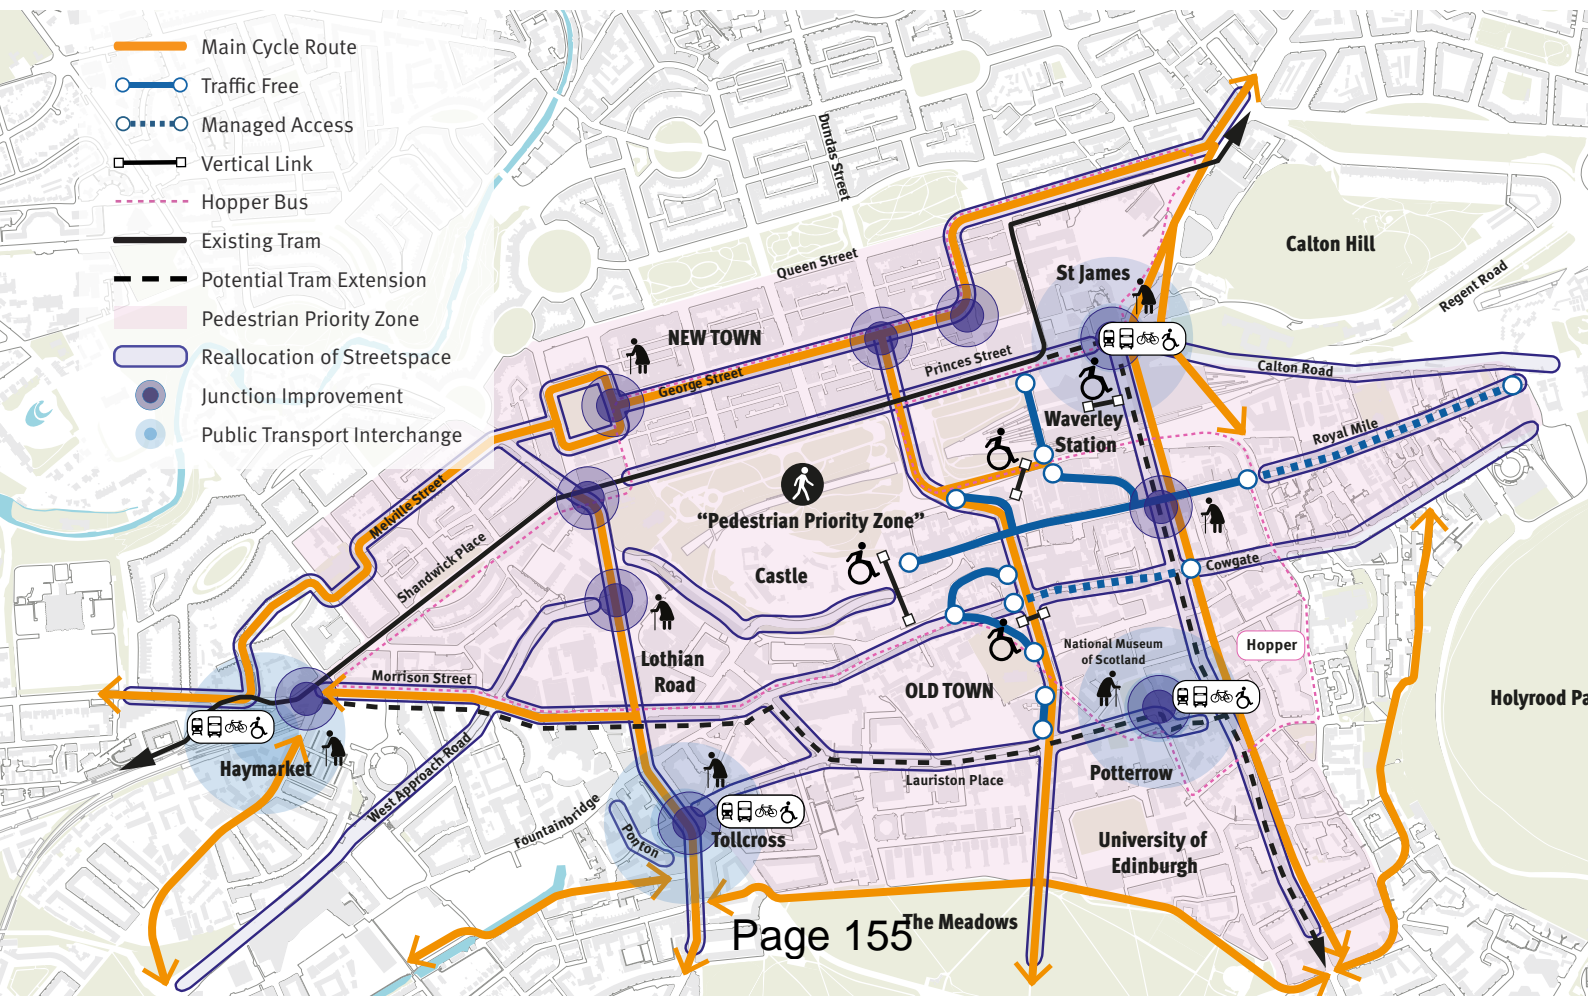 Main Cycle Route
Traffic Free
Managed Access
Vertical Link
Hopper Bus
Existing Tram
Potential Tram Extension
Pedestrian Priority Zone
Reallocation of Streetspace
Junction Improvement
Public Transport Interchange
Dundas Street
Queen Street
Calton Hill
St James
Regent Road
NEW TOWN
George Street
Princes Street
Calton Road
Waverley
Station
Royal Mile
Melville Street
Shandwick Place
"Pedestrian Priority Zone"
Castle
Cowgate
National Museum
of Scotland
Hopper
Lothian
Road
Morrison Street
OLD TOWN
Holyrood Pa
Haymarket
West Approach Road
Lauriston Place
Potterrow
Fountainbridge
Ponton
Tollcross
University of
Edinburgh
The Meadows
Page 155